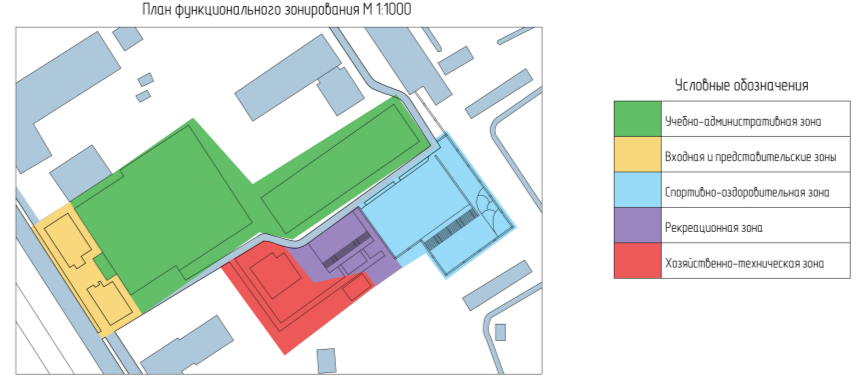 План функционального зонирования М 1:1000
Условные обозначения
Учебно-административная зона
Входная и представительские зоны
Спортивно-оздоровительная зона
Рекреационная зона
Хозяйственно-техническая зона